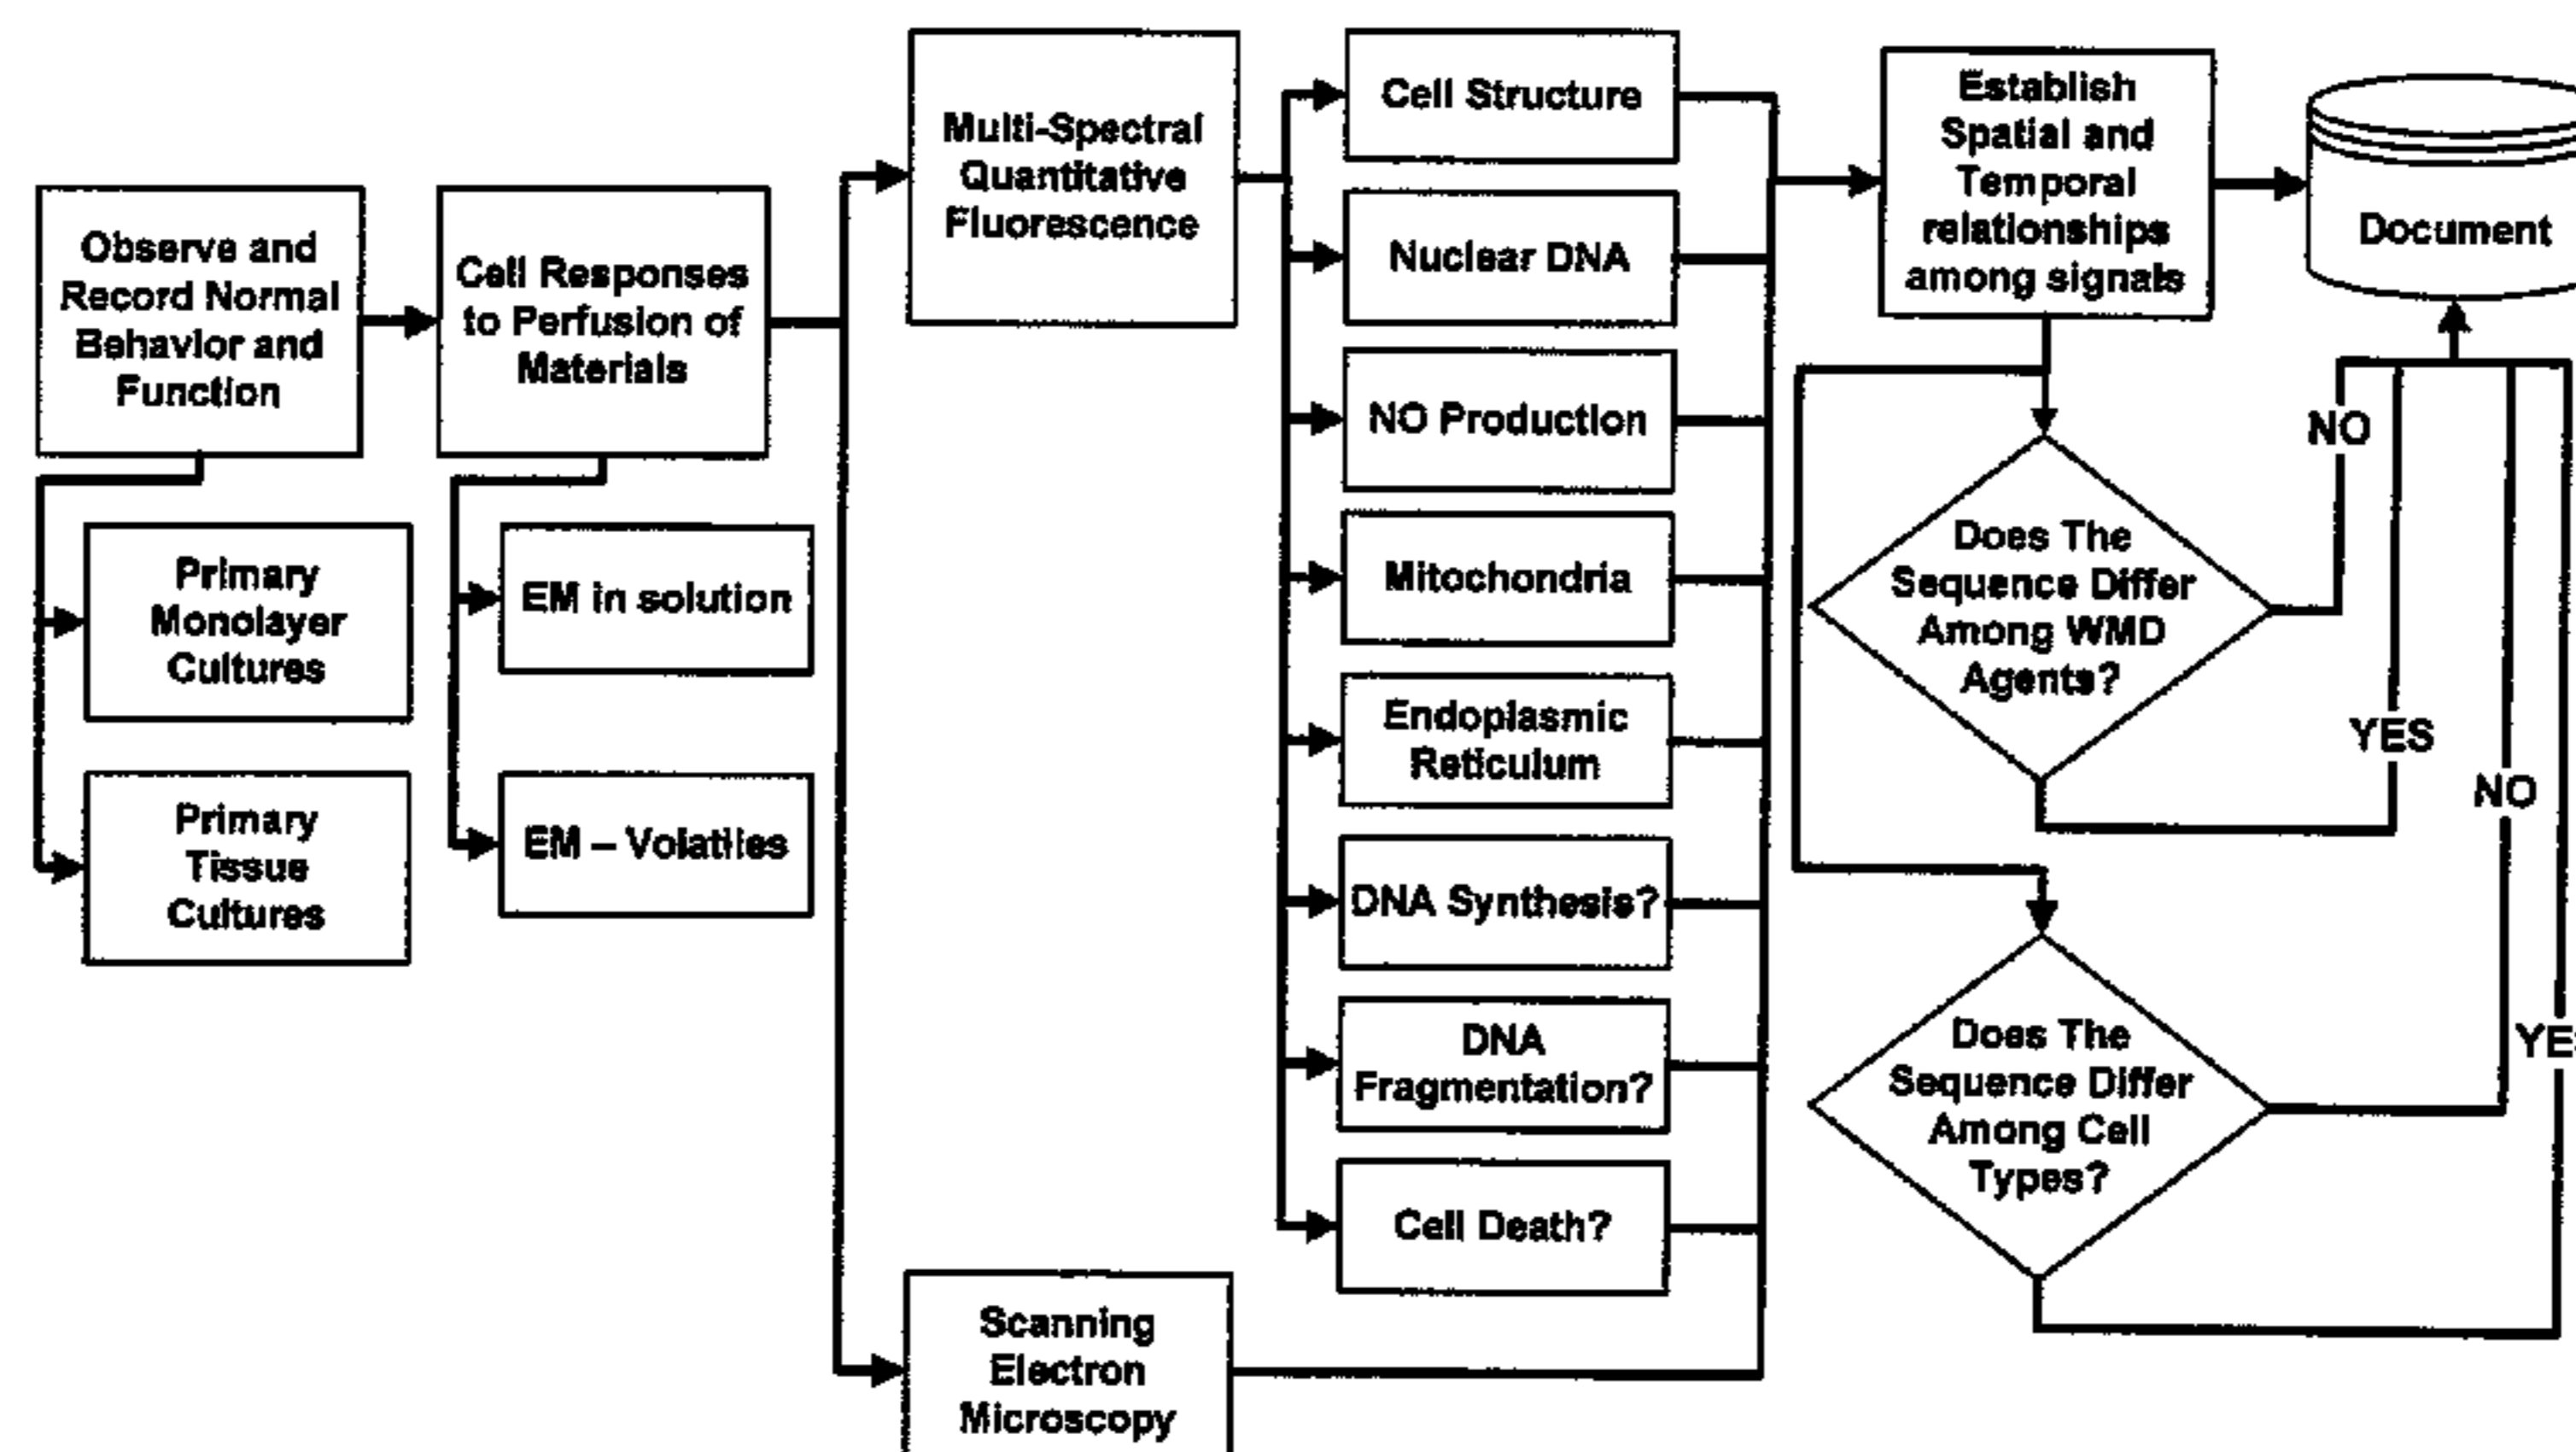 Observe and
Record Normal
Behavior and
Function
Primary
Monolayer
Cultures
Primary
Tissue
Cultures
Cell Responses
to Perfusion of
Materials
EM in solution
EM – Volatiles
Multi-Spectral
Quantitative
Fluorescence
Scanning
Electron
Microscopy
Cell Structure
Nuclear DNA
NO Production
Mitochondria
Endoplasmic
Reticulum
DNA Synthesis?
DNA
Fragmentation?
Cell Death?
Establish
Spatial and
Temporal
relationships
among signals
Document
Does The
Sequence Differ
Among WMD
Agents?
NO
YES
Does The
Sequence Differ
Among Cell
Types?
NO